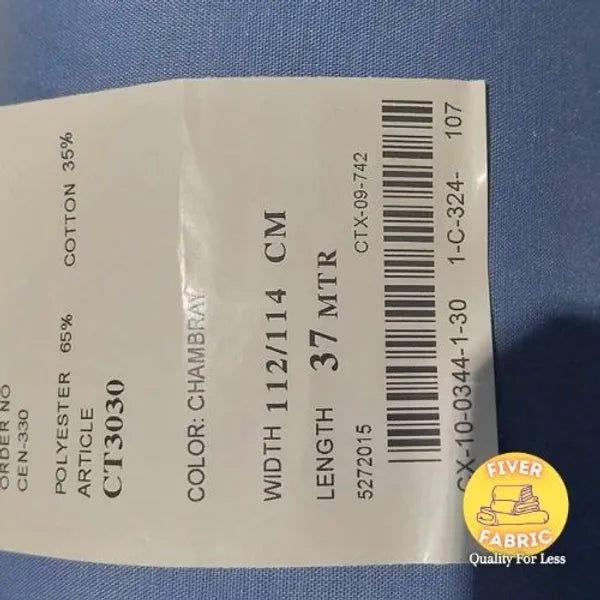 ORDER NO
CEN-330
POLYESTER 65% COTTON 35%
ARTICLE
CT3030
COLOR: CHAMBRAY
WIDTH 112/114 CM
LENGTH 37 MTR
5272015 CTX-09-742
CX-10-0344-1-30 1-C-324- 107
FIVER
FABRIC
Quality For Less